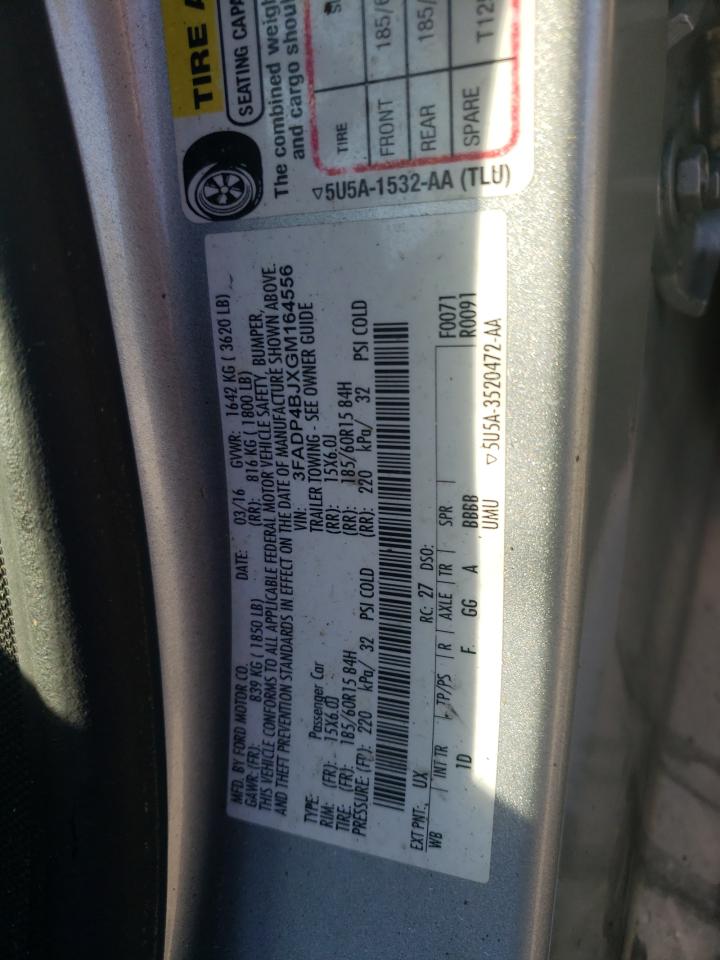 TIRE A
SEATING CAPA
The combined weigh
and cargo shou
TIRE
FRONT 185/6
REAR 185/
SPARE T125
▽5U5A-1532-AA (TLU)
MFD. BY FORD MOTOR CO. DATE: 03/16 GVWR: 1642 KG ( 3620 LB)
GAWR: (FR): 839 KG ( 1850 LB) (RR): 816 KG ( 1800 LB)
THIS VEHICLE CONFORMS TO ALL APPLICABLE FEDERAL MOTOR VEHICLE SAFETY, BUMPER,
AND THEFT PREVENTION STANDARDS IN EFFECT ON THE DATE OF MANUFACTURE SHOWN ABOVE.
VIN: 3FADP4BJXGM164556
TYPE: Passenger Car TRAILER TOWING - SEE OWNER GUIDE
RIM: (FR): 15X6.0J (RR): 15X6.0J
TIRE: (FR): 185/60R15 84H (RR): 185/60R15 84H
PRESSURE: (FR): 220 kPa/ 32 PSI COLD (RR): 220 kPa/ 32 PSI COLD
EXT PNT: UX RC: 27 DSO: F0071
WB INT TR TP/PS R AXLE TR SPR R0091
1D F GG A BB6B
UMU ▽5U5A-3520472-AA